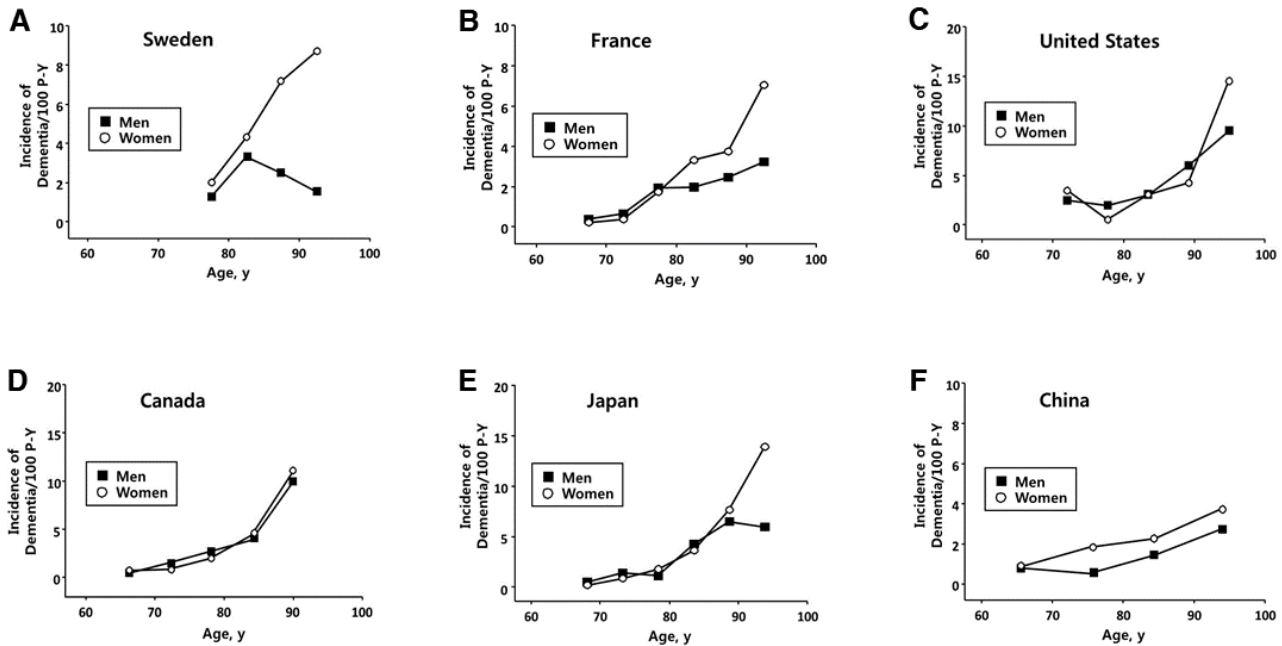 A
Sweden
10
8
6
4
2
0
Incidence of
Dementia/100 P-Y
Men
Women
60 70 80 90 100
Age, y
B
France
10
8
6
4
2
0
Incidence of
Dementia/100 P-Y
Men
Women
60 70 80 90 100
Age, y
C
United States
20
15
10
5
0
Incidence of
Dementia/100 P-Y
Men
Women
60 70 80 90 100
Age, y
D
Canada
20
15
10
5
0
Incidence of
Dementia/100 P-Y
Men
Women
60 70 80 90 100
Age, y
E
Japan
20
15
10
5
0
Incidence of
Dementia/100 P-Y
Men
Women
60 70 80 90 100
Age, y
F
China
10
8
6
4
2
0
Incidence of
Dementia/100 P-Y
Men
Women
60 70 80 90 100
Age, y